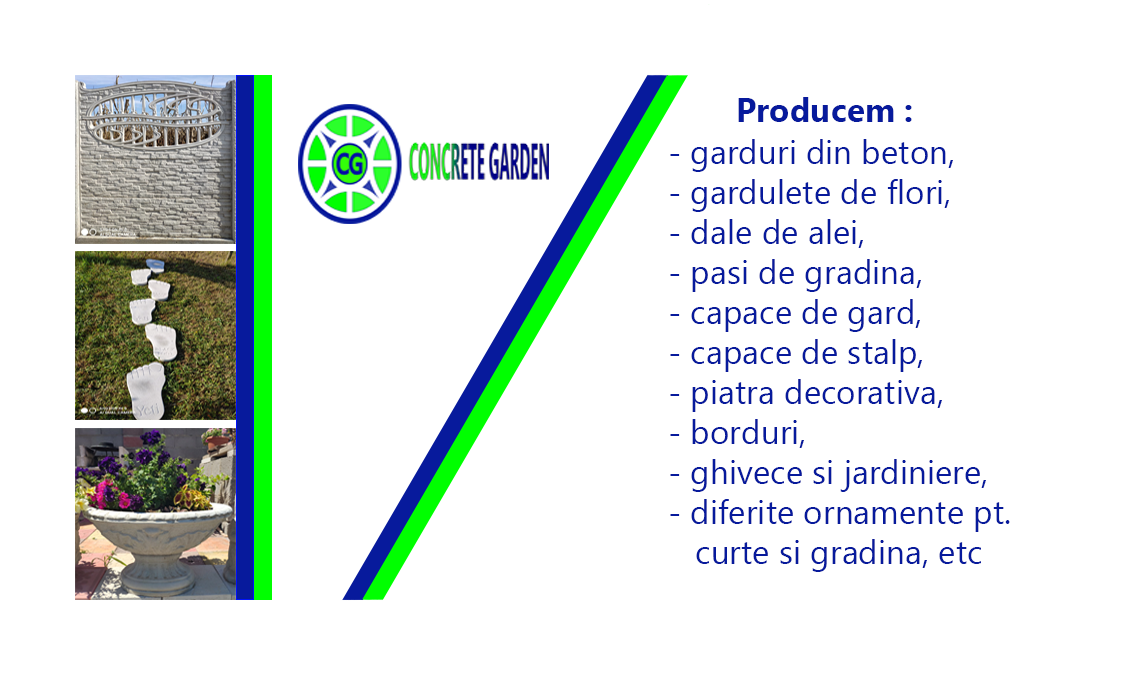 CG
CONCRETE GARDEN
Producem :
- garduri din beton,
- gardulete de flori,
- dale de alei,
- pasi de gradina,
- capace de gard,
- capace de stalp,
- piatra decorativa,
- borduri,
- ghivece si jardiniere,
- diferite ornamente pt.
curte si gradina, etc